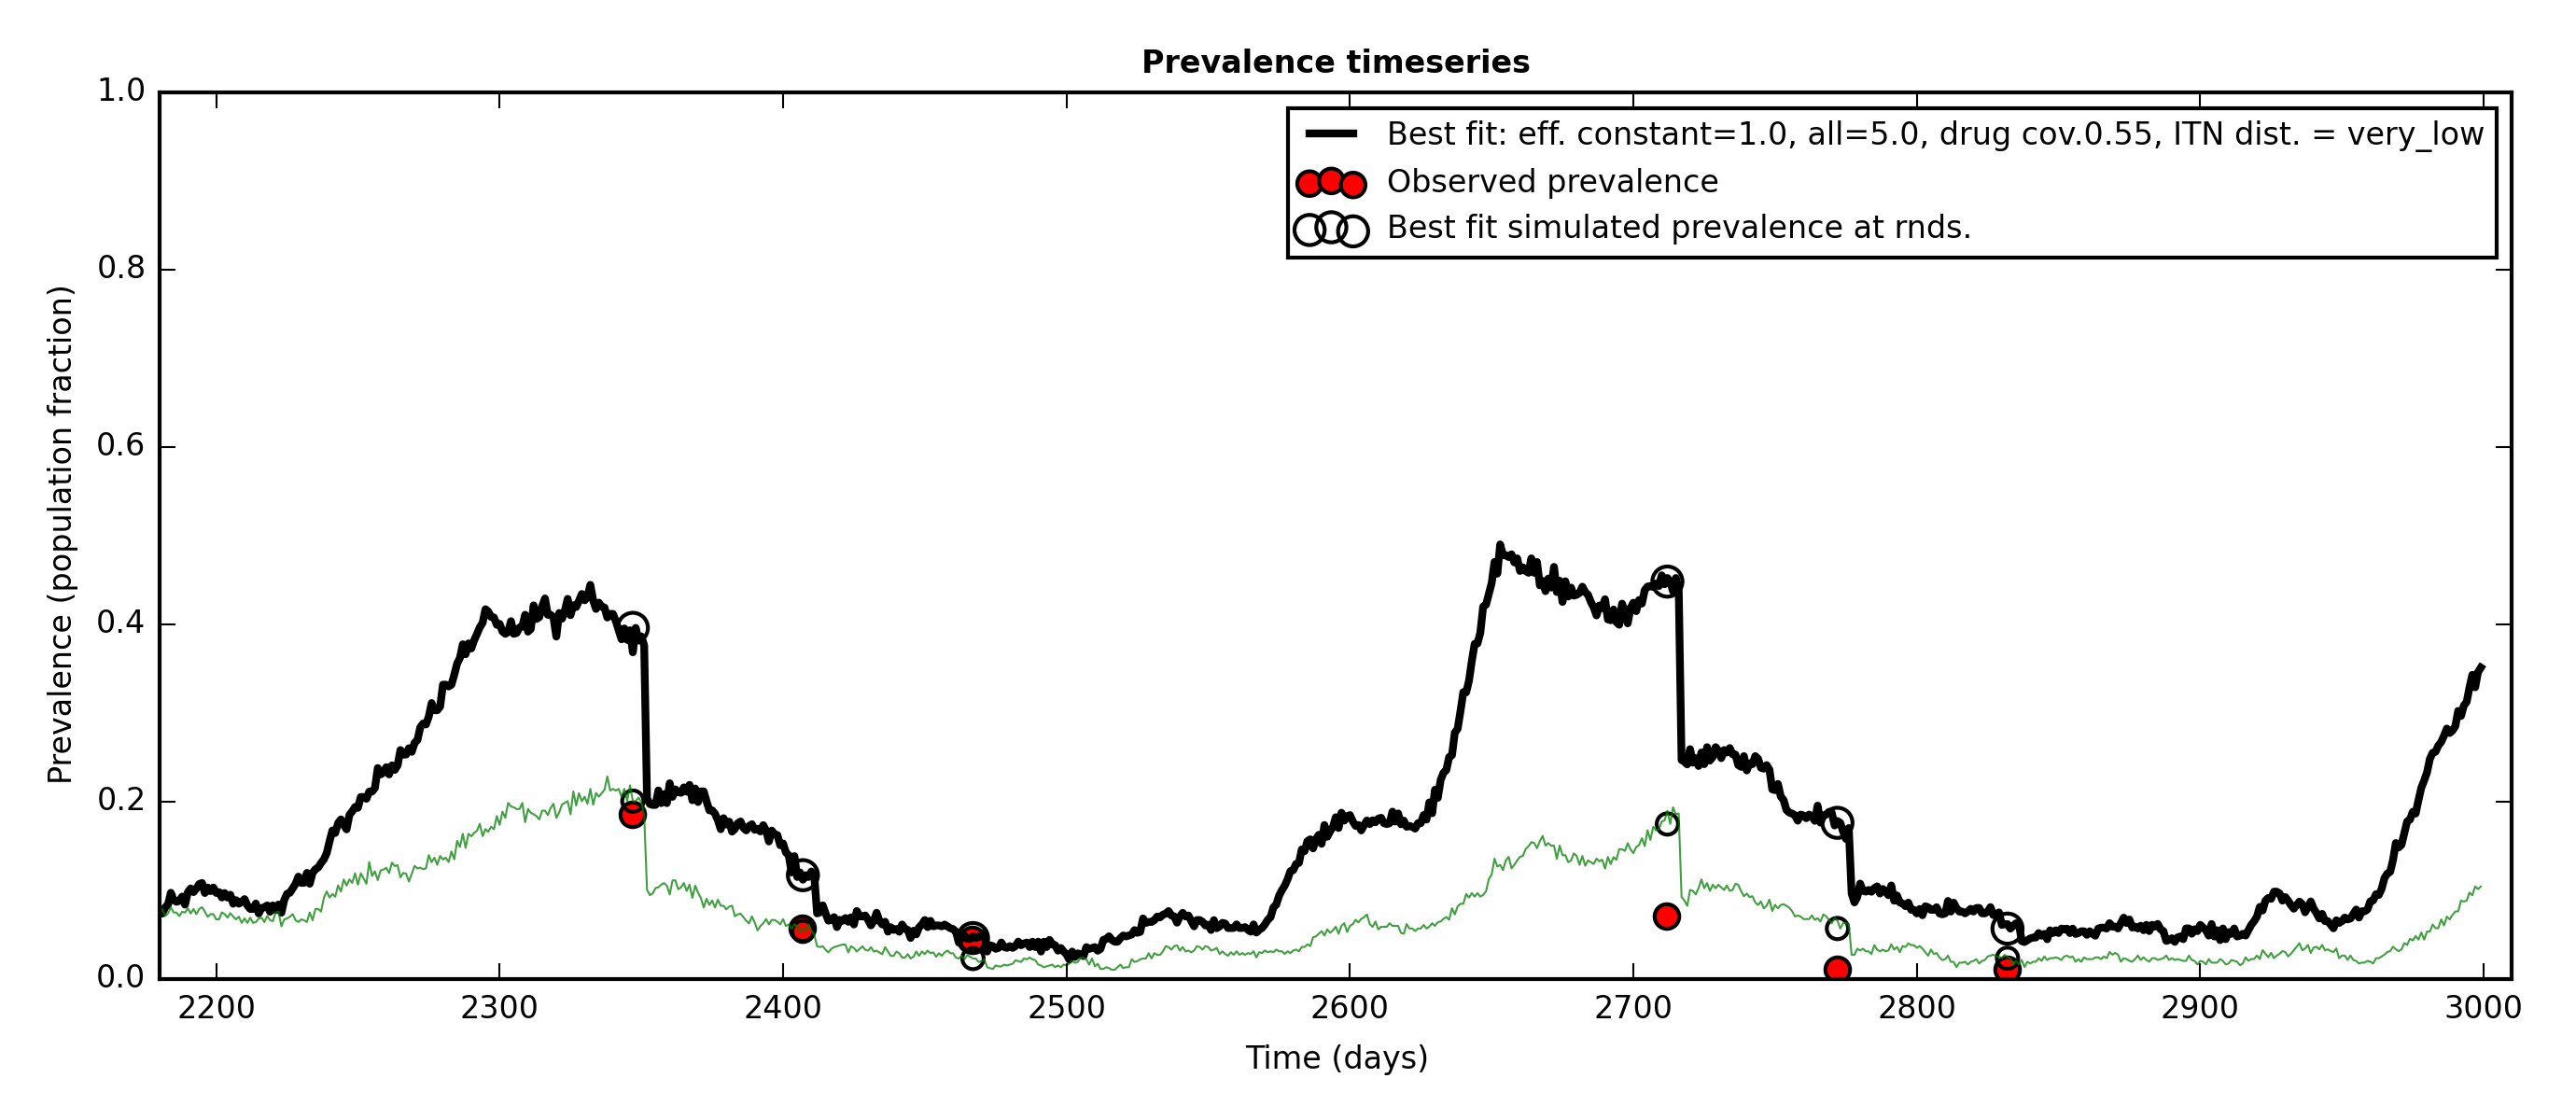 Prevalence timeseries
1.0
0.8
0.6
0.4
0.2
0.0
Prevalence (population fraction)
Best fit: eff. constant=1.0, all=5.0, drug cov.0.55, ITN dist. = very_low
Observed prevalence
Best fit simulated prevalence at rnds.
2200 2300 2400 2500 2600 2700 2800 2900 3000
Time (days)